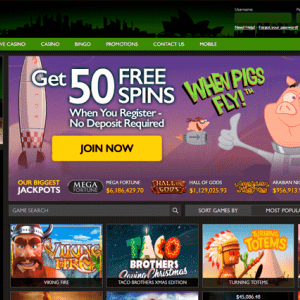 Username:
Need Help? - Forgot your password?
VE CASINO CASINO BINGO PROMOTIONS CONTACT US MOBILE
Get 50 FREE SPINS
When You Register -
No Deposit Required
JOIN NOW
WHEN PIGS FLY!™
OUR BIGGEST JACKPOTS
MEGA FORTUNE
MEGA FORTUNE
$6,186,429.70
HALL OF GODS
HALL OF GODS
$1,129,025.93
ARABIAN N
$956,913.
GAME SEARCH
SORT GAMES BY
MOST POPULA
VIKING FIRE
TACO BROTHERS
Saving Christmas
TURNING TOTEMS
VIKING FIRE
TACO BROTHERS XMAS EDITION
TURNING TOTEMS
$45,086.48